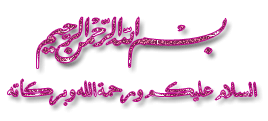 بسم الله الرحمن الرحيم
السلام عليكم ورحمة الله وبركاته